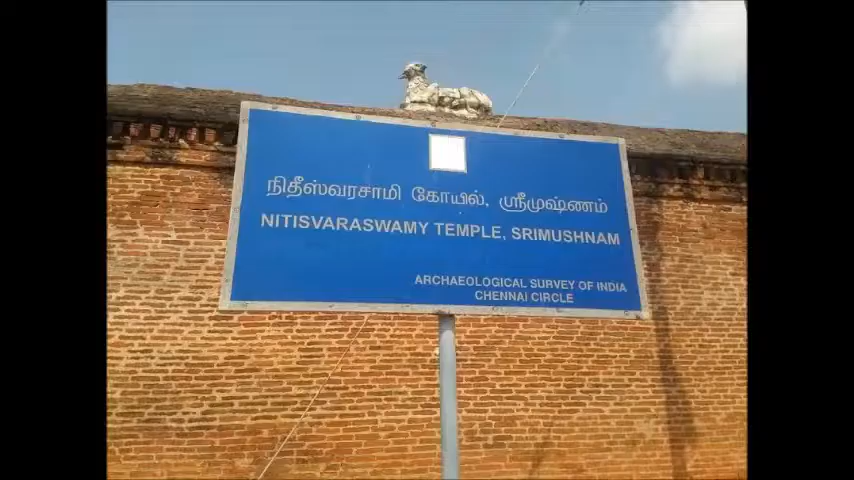 நிதீஸ்வரசாமி கோயில், ஸ்ரீமுஷ்ணம்
NITISVARASWAMY TEMPLE, SRIMUSHNAM
ARCHAEOLOGICAL SURVEY OF INDIA
CHENNAI CIRCLE